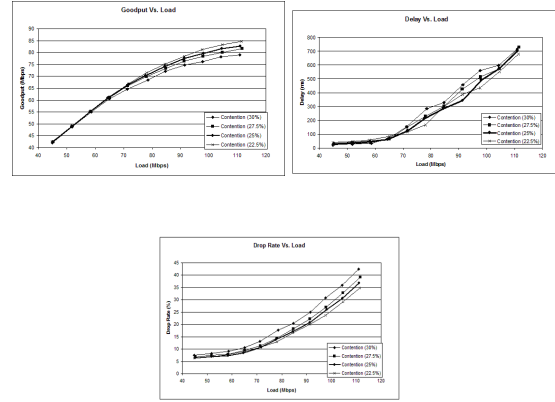 Goodput Vs. Load
90
85
80
75
70
65
60
55
50
45
40
Goodput (Mbps)
40 50 60 70 80 90 100 110 120
Load (Mbps)
Contention (30%)
Contention (27.5%)
Contention (25%)
Contention (22.5%)
Delay Vs. Load
800
700
600
500
400
300
200
100
0
Delay (ms)
40 50 60 70 80 90 100 110 120
Load (Mbps)
Contention (30%)
Contention (27.5%)
Contention (25%)
Contention (22.5%)
Drop Rate Vs. Load
45
40
35
30
25
20
15
10
5
0
Drop Rate (%)
40 50 60 70 80 90 100 110 120
Load (Mbps)
Contention (30%)
Contention (27.5%)
Contention (25%)
Contention (22.5%)